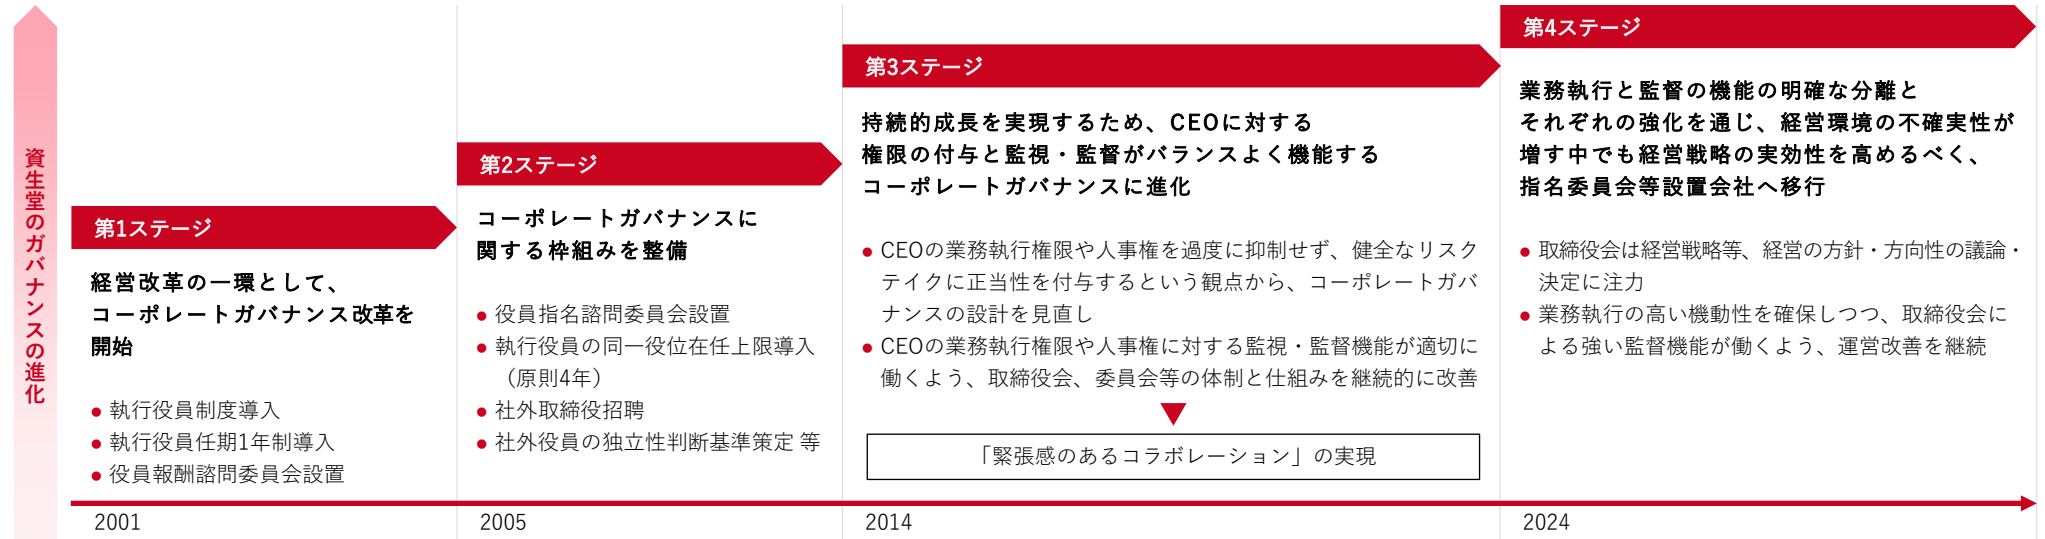 資生堂のガバナンスの進化
第1ステージ
経営改革の一環として、
コーポレートガバナンス改革を
開始
● 執行役員制度導入
● 執行役員任期1年制導入
● 役員報酬諮問委員会設置
2001
第2ステージ
コーポレートガバナンスに
関する枠組みを整備
● 役員指名諮問委員会設置
● 執行役員の同一役位在任上限導入
（原則4年）
● 社外取締役招聘
● 社外役員の独立性判断基準策定 等
2005
第3ステージ
持続的成長を実現するため、CEOに対する
権限の付与と監視・監督がバランスよく機能する
コーポレートガバナンスに進化
● CEOの業務執行権限や人事権を過度に抑制せず、健全なリスク
テイクに正当性を付与するという観点から、コーポレートガバ
ナンスの設計を見直し
● CEOの業務執行権限や人事権に対する監視・監督機能が適切に
働くよう、取締役会、委員会等の体制と仕組みを継続的に改善
「緊張感のあるコラボレーション」の実現
2014
第4ステージ
業務執行と監督の機能の明確な分離と
それぞれの強化を通じ、経営環境の不確実性が
増す中でも経営戦略の実効性を高めるべく、
指名委員会等設置会社へ移行
● 取締役会は経営戦略等、経営の方針・方向性の議論・
決定に注力
● 業務執行の高い機動性を確保しつつ、取締役会に
よる強い監督機能が働くよう、運営改善を継続
2024